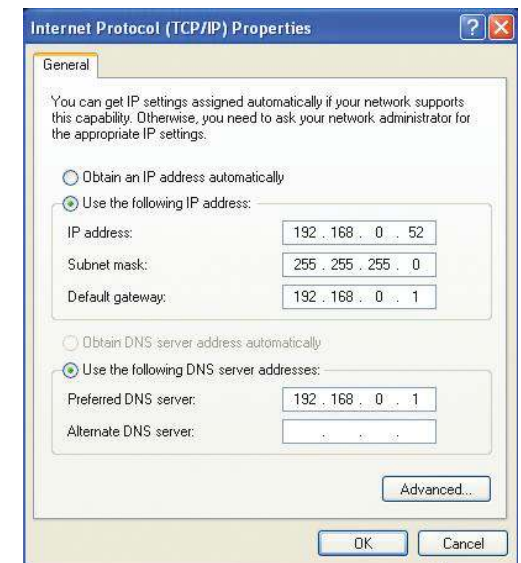 Internet Protocol (TCP/IP) Properties
General
You can get IP settings assigned automatically if your network supports
this capability. Otherwise, you need to ask your network administrator for
the appropriate IP settings.
Obtain an IP address automatically
Use the following IP address:
IP address: 192 . 168 . 0 . 52
Subnet mask: 255 . 255 . 255 . 0
Default gateway: 192 . 168 . 0 . 1
Obtain DNS server address automatically
Use the following DNS server addresses:
Preferred DNS server: 192 . 168 . 0 . 1
Alternate DNS server: . . .
Advanced...
OK Cancel